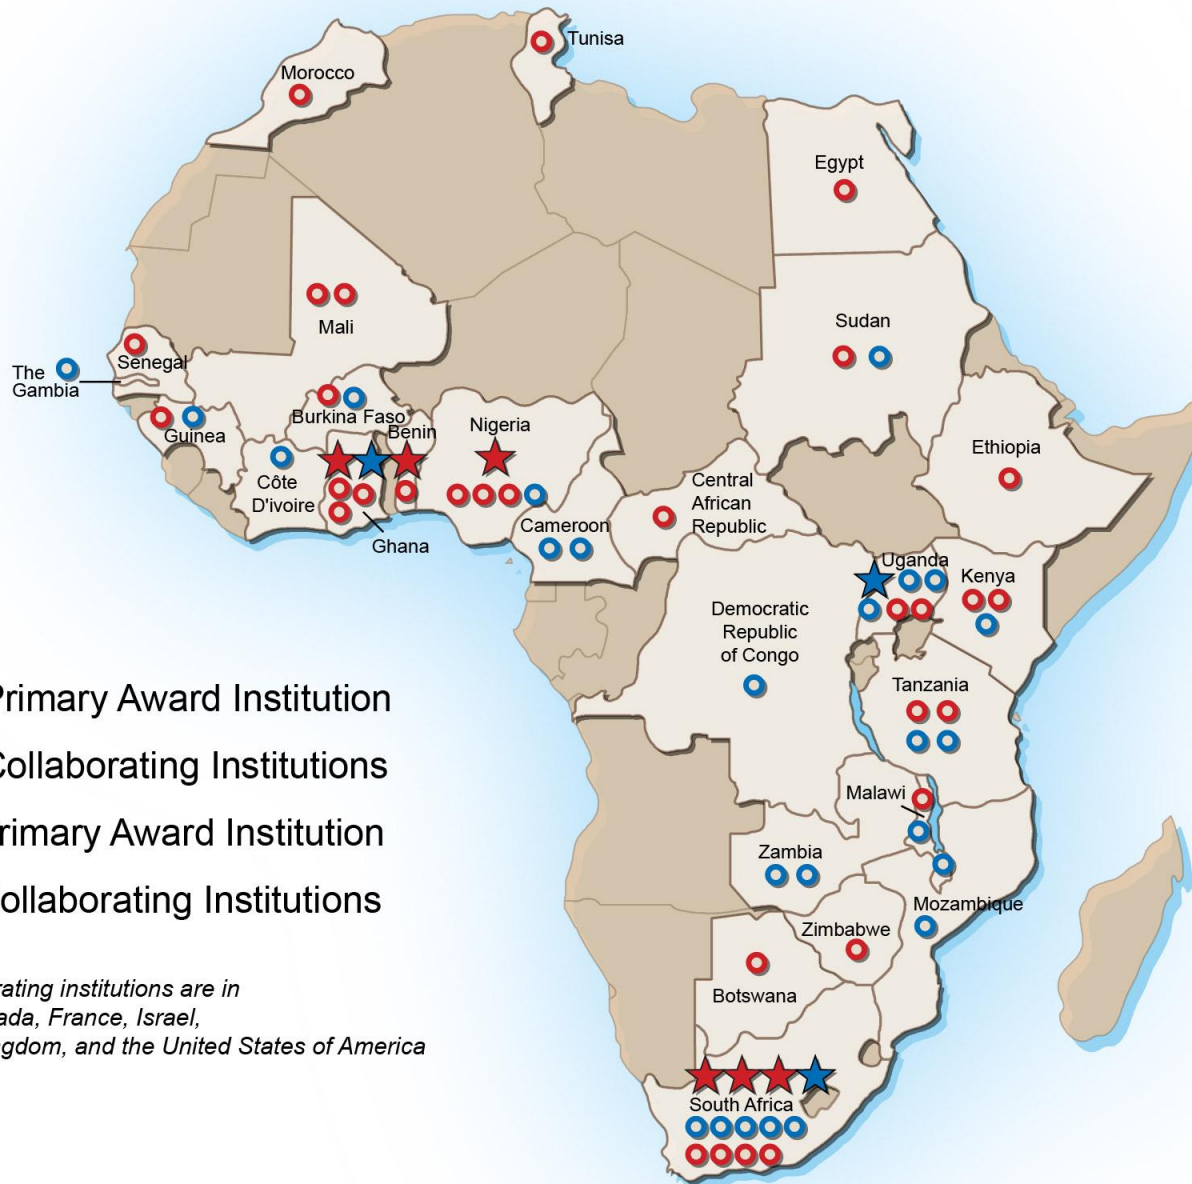 Tunisa
Morocco
Egypt
Mali
Sudan
Senegal
The
Gambia
Burkina Faso
Guinea
Benin
Nigeria
Côte
D'ivoire
Ghana
Cameroon
Central
African
Republic
Ethiopia
Uganda
Kenya
Democratic
Republic
of Congo
Tanzania
Malawi
Zambia
Mozambique
Zimbabwe
Botswana
South Africa
Primary Award Institution
Collaborating Institutions
rimary Award Institution
ollaborating Institutions
rating institutions are in
ada, France, Israel,
ngdom, and the United States of America